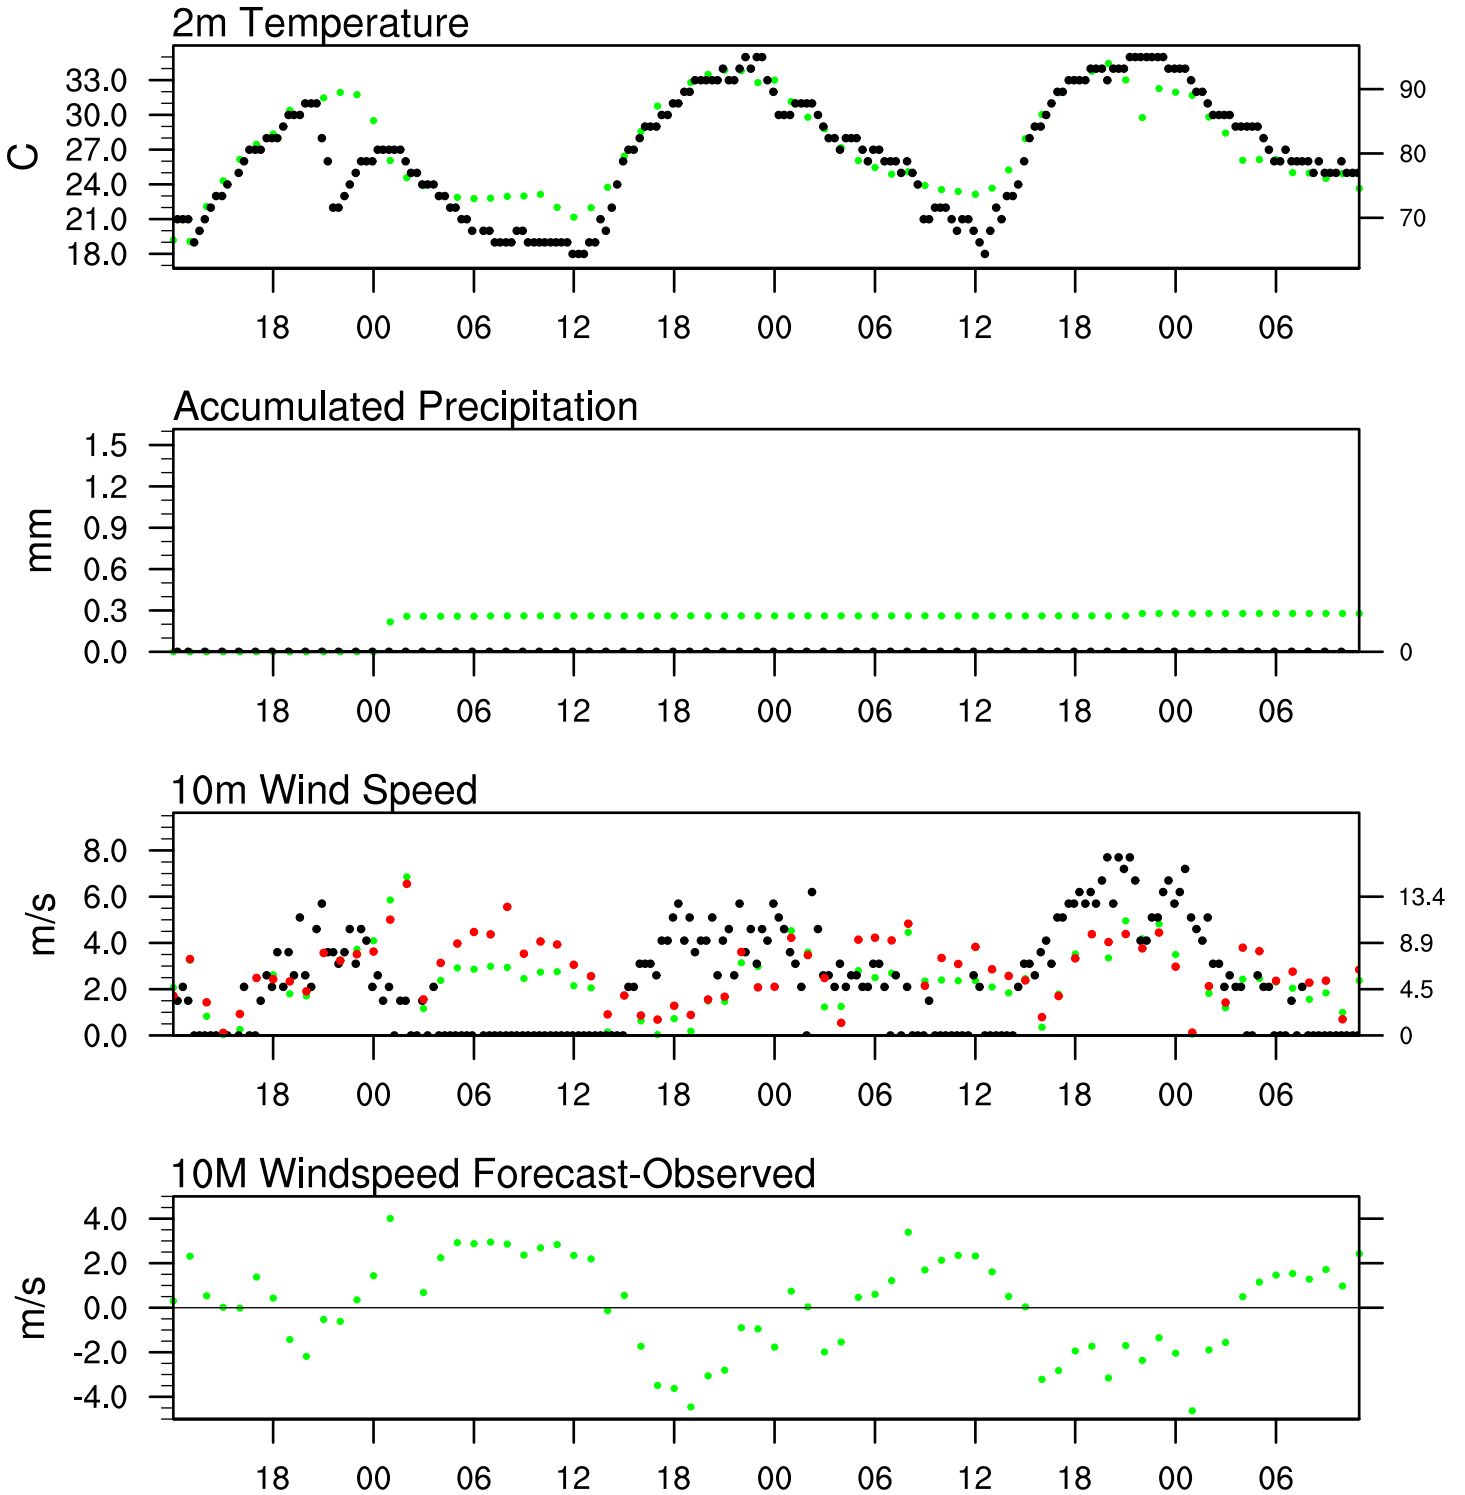 2m Temperature
33.0
30.0
27.0
24.0
21.0
18.0
C
90
80
70
18 00 06 12 18 00 06 12 18 00 06
Accumulated Precipitation
1.5
1.2
0.9
0.6
0.3
0.0
mm
0
18 00 06 12 18 00 06 12 18 00 06
10m Wind Speed
8.0
6.0
4.0
2.0
0.0
m/s
13.4
8.9
4.5
0
18 00 06 12 18 00 06 12 18 00 06
10M Windspeed Forecast-Observed
4.0
2.0
0.0
-2.0
-4.0
m/s
18 00 06 12 18 00 06 12 18 00 06